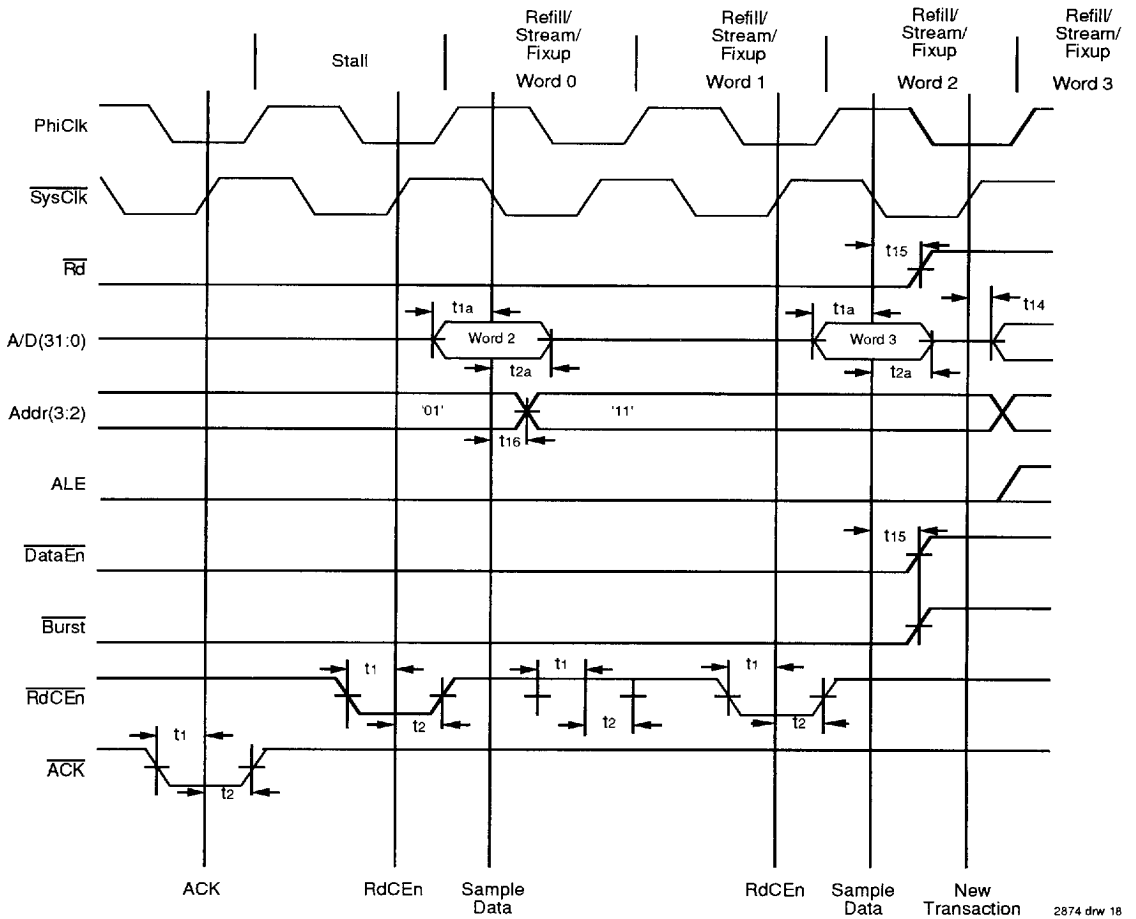 Stall
Refill/
Stream/
Fixup
Word 0
Refill/
Stream/
Fixup
Word 1
Refill/
Stream/
Fixup
Word 2
Refill/
Stream/
Fixup
Word 3
PhiClk
SysClk
Rd
t15
A/D(31:0)
t1a
Word 2
t2a
t1a
Word 3
t2a
t14
Addr(3:2)
'01'
'11'
t16
ALE
DataEn
t15
Burst
RdCEn
t1
t2
t1
t2
t1
t2
ACK
t1
t2
ACK
RdCEn
Sample
Data
RdCEn
Sample
Data
New
Transaction
2874 drw 18